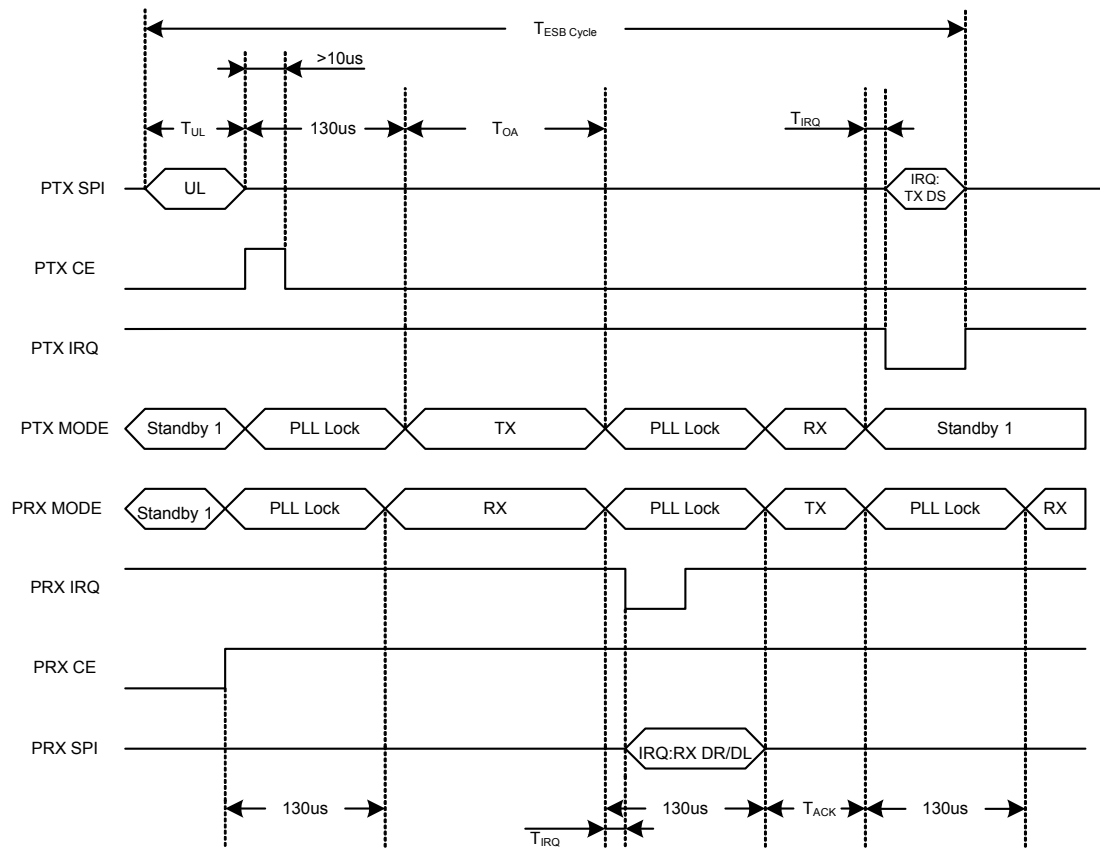 TESB Cycle
>10us
TUL
130us
TOA
TIRQ
PTX SPI
UL
IRQ:
TX DS
PTX CE
PTX IRQ
PTX MODE
Standby 1
PLL Lock
TX
PLL Lock
RX
Standby 1
PRX MODE
Standby 1
PLL Lock
RX
PLL Lock
TX
PLL Lock
RX
PRX IRQ
PRX CE
PRX SPI
IRQ:RX DR/DL
130us
130us
TACK
130us
TIRQ